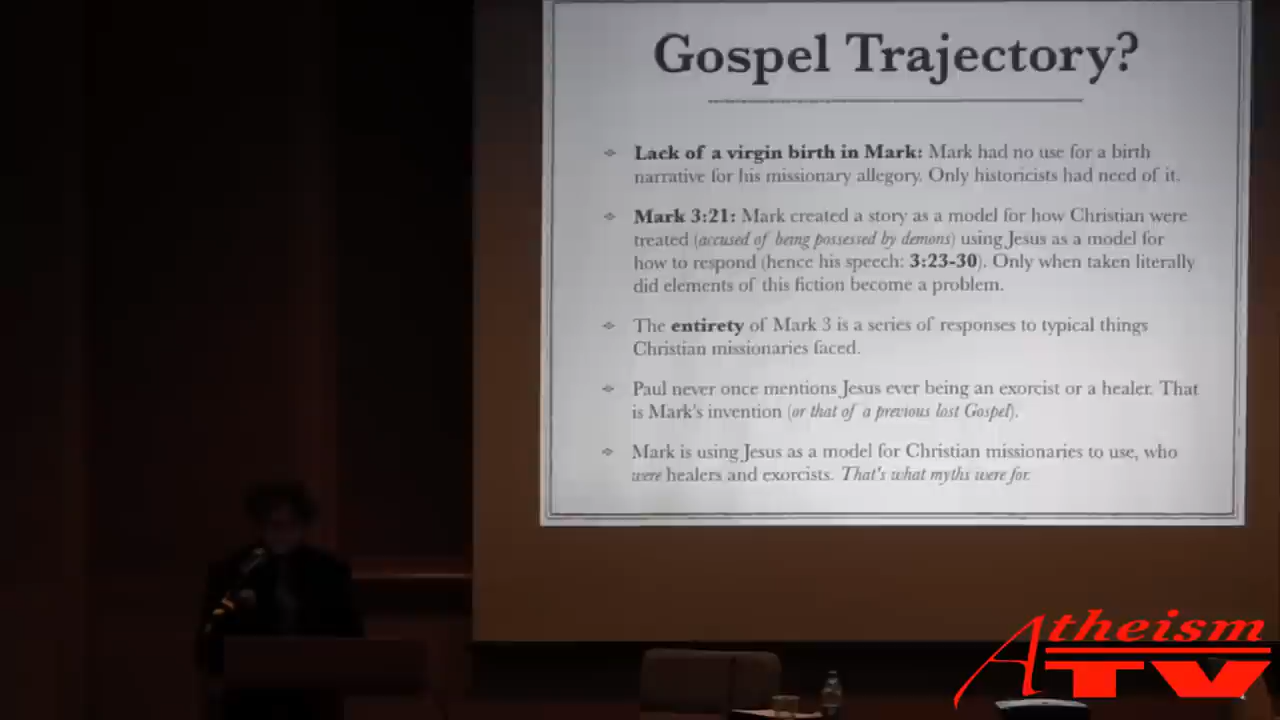 Gospel Trajectory?
Lack of a virgin birth in Mark: Mark had no use for a birth
narrative for his missionary allegory. Only historicists had need of it.
Mark 3:21: Mark created a story as a model for how Christian were
treated (accused of being possessed by demons) using Jesus as a model for
how to respond (hence his speech: 3:23-30). Only when taken literally
did elements of this fiction become a problem.
The entirety of Mark 3 is a series of responses to typical things
Christian missionaries faced.
Paul never once mentions Jesus ever being an exorcist or a healer. That
is Mark's invention (or that of a previous lost Gospel).
Mark is using Jesus as a model for Christian missionaries to use, who
were healers and exorcists. That's what myths were for.
Atheism
TV